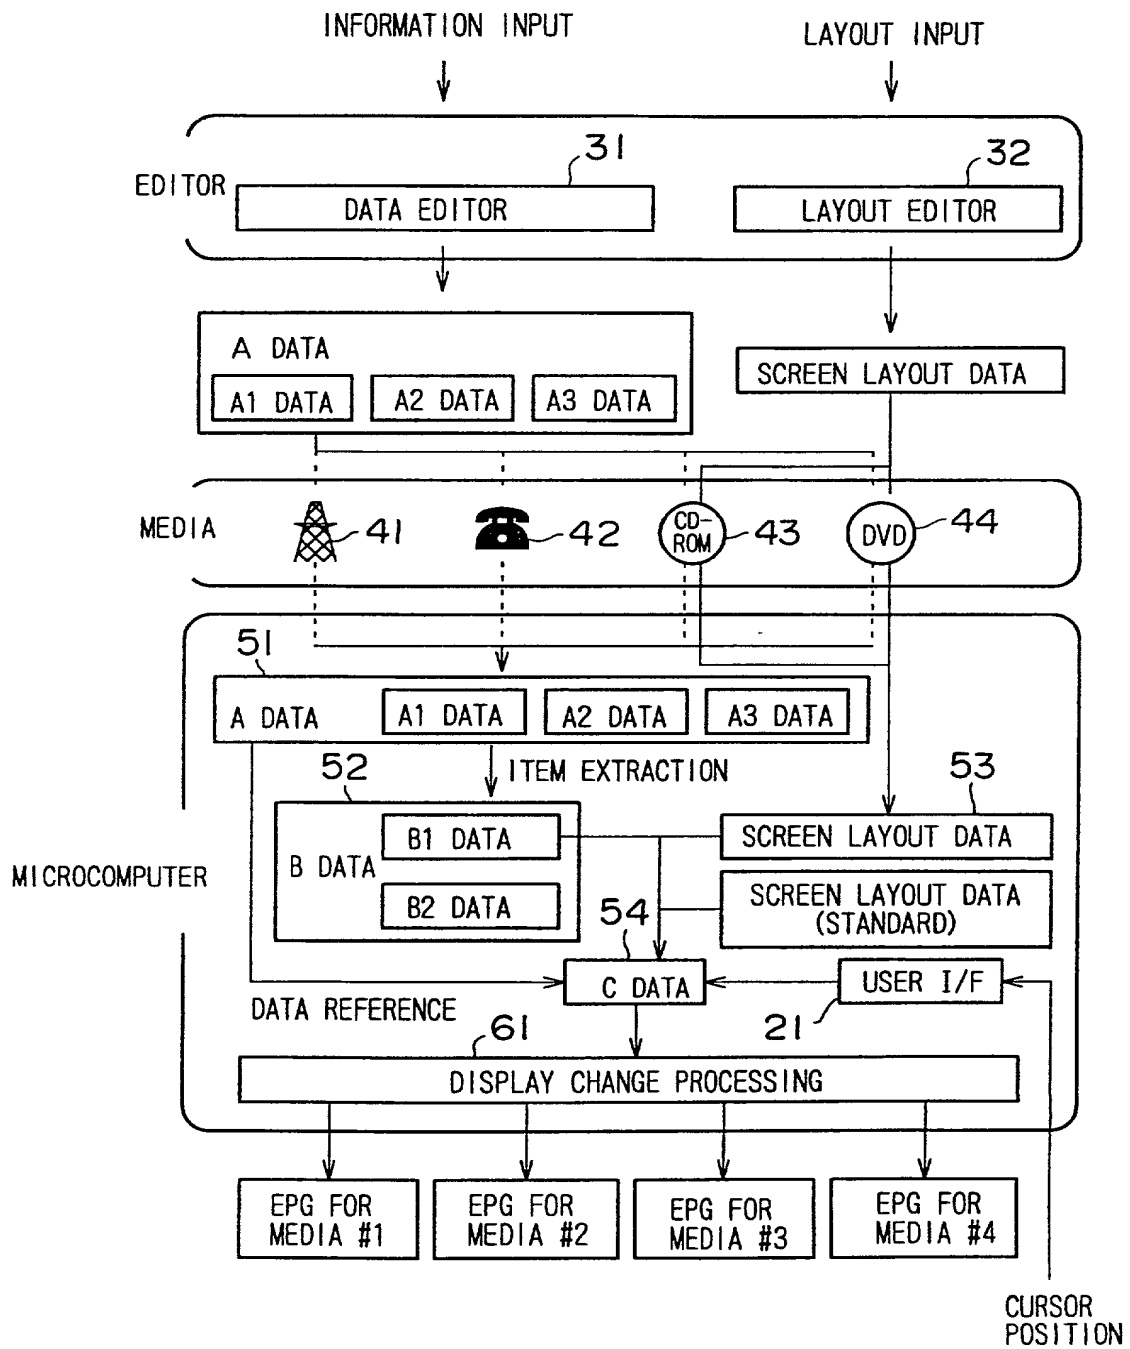 INFORMATION INPUT
LAYOUT INPUT
31
32
EDITOR
DATA EDITOR
LAYOUT EDITOR
A DATA
SCREEN LAYOUT DATA
A1 DATA
A2 DATA
A3 DATA
MEDIA
41
42
CD-
ROM
43
DVD
44
51
A DATA
A1 DATA
A2 DATA
A3 DATA
52
ITEM EXTRACTION
53
B1 DATA
SCREEN LAYOUT DATA
B DATA
MICROCOMPUTER
B2 DATA
SCREEN LAYOUT DATA
(STANDARD)
54
C DATA
USER I/F
DATA REFERENCE
21
61
DISPLAY CHANGE PROCESSING
EPG FOR
MEDIA #1
EPG FOR
MEDIA #2
EPG FOR
MEDIA #3
EPG FOR
MEDIA #4
CURSOR
POSITION